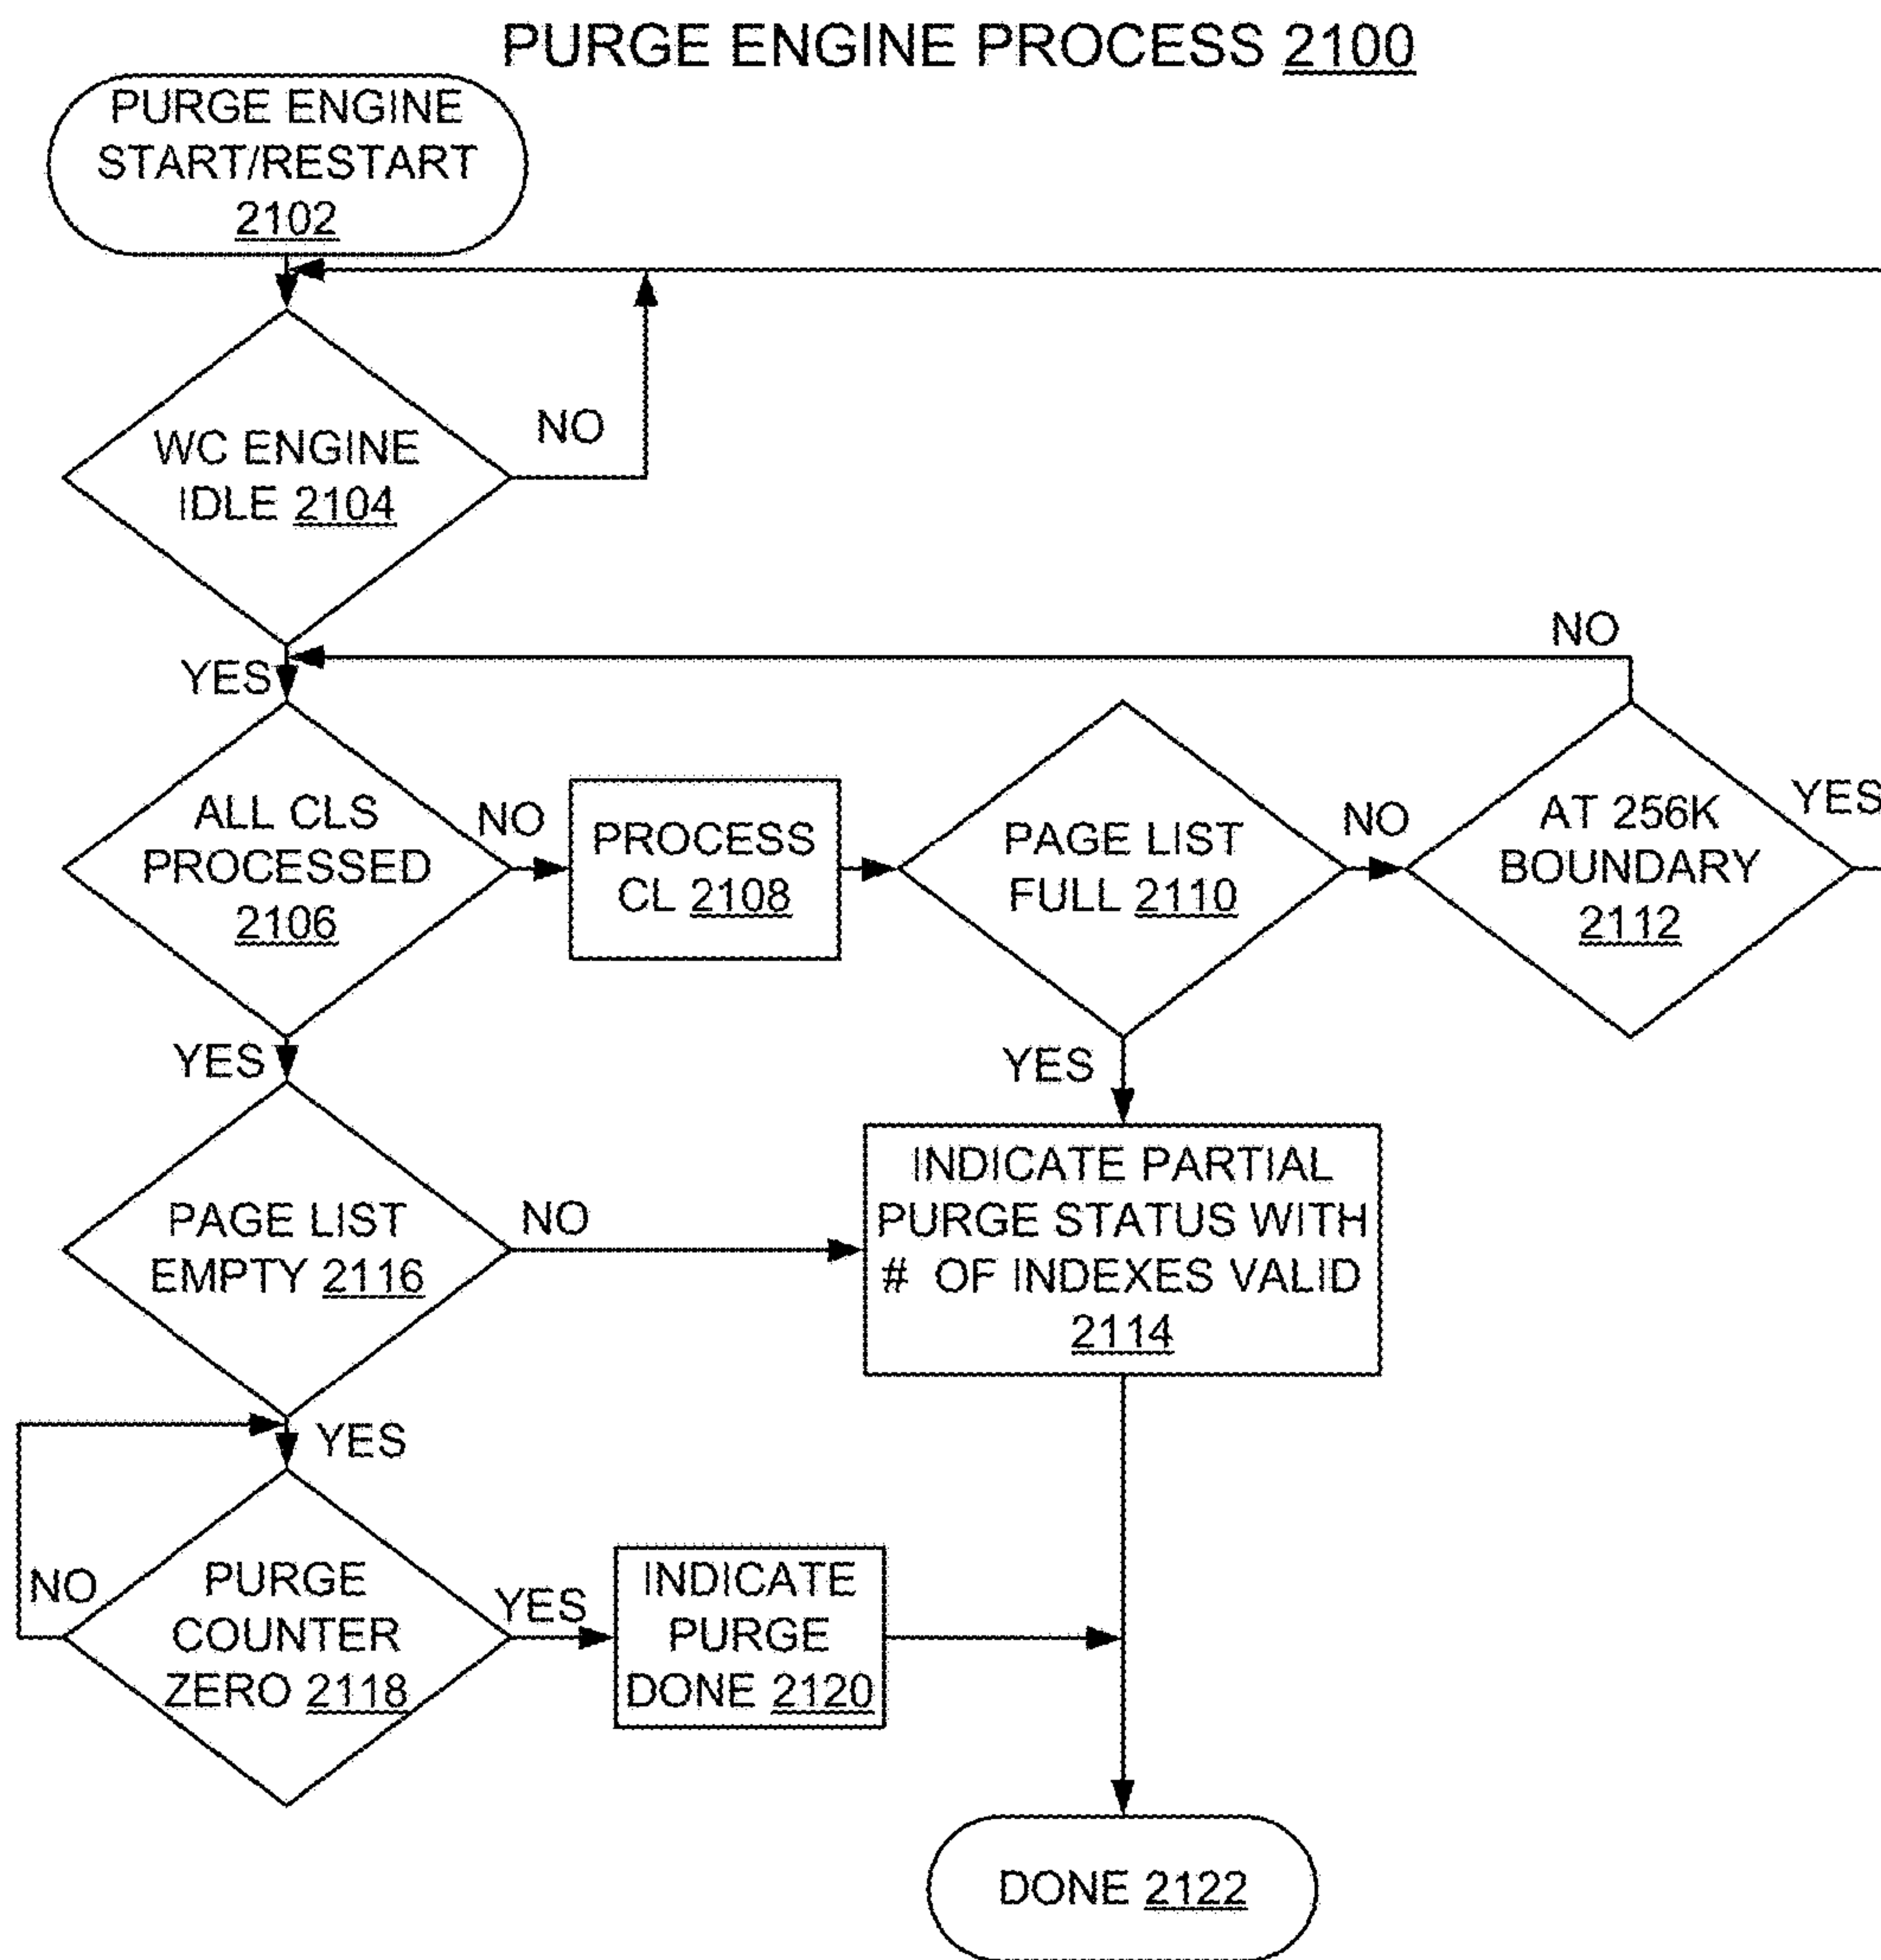 PURGE ENGINE PROCESS 2100
PURGE ENGINE
START/RESTART
2102
WC ENGINE
IDLE 2104
NO
YES
NO
ALL CLS
PROCESSED
2106
NO
PROCESS
CL 2108
PAGE LIST
FULL 2110
NO
AT 256K
BOUNDARY
2112
YES
YES
YES
PAGE LIST
EMPTY 2116
NO
INDICATE PARTIAL
PURGE STATUS WITH
# OF INDEXES VALID
2114
YES
PURGE
COUNTER
ZERO 2118
NO
YES
INDICATE
PURGE
DONE 2120
DONE 2122